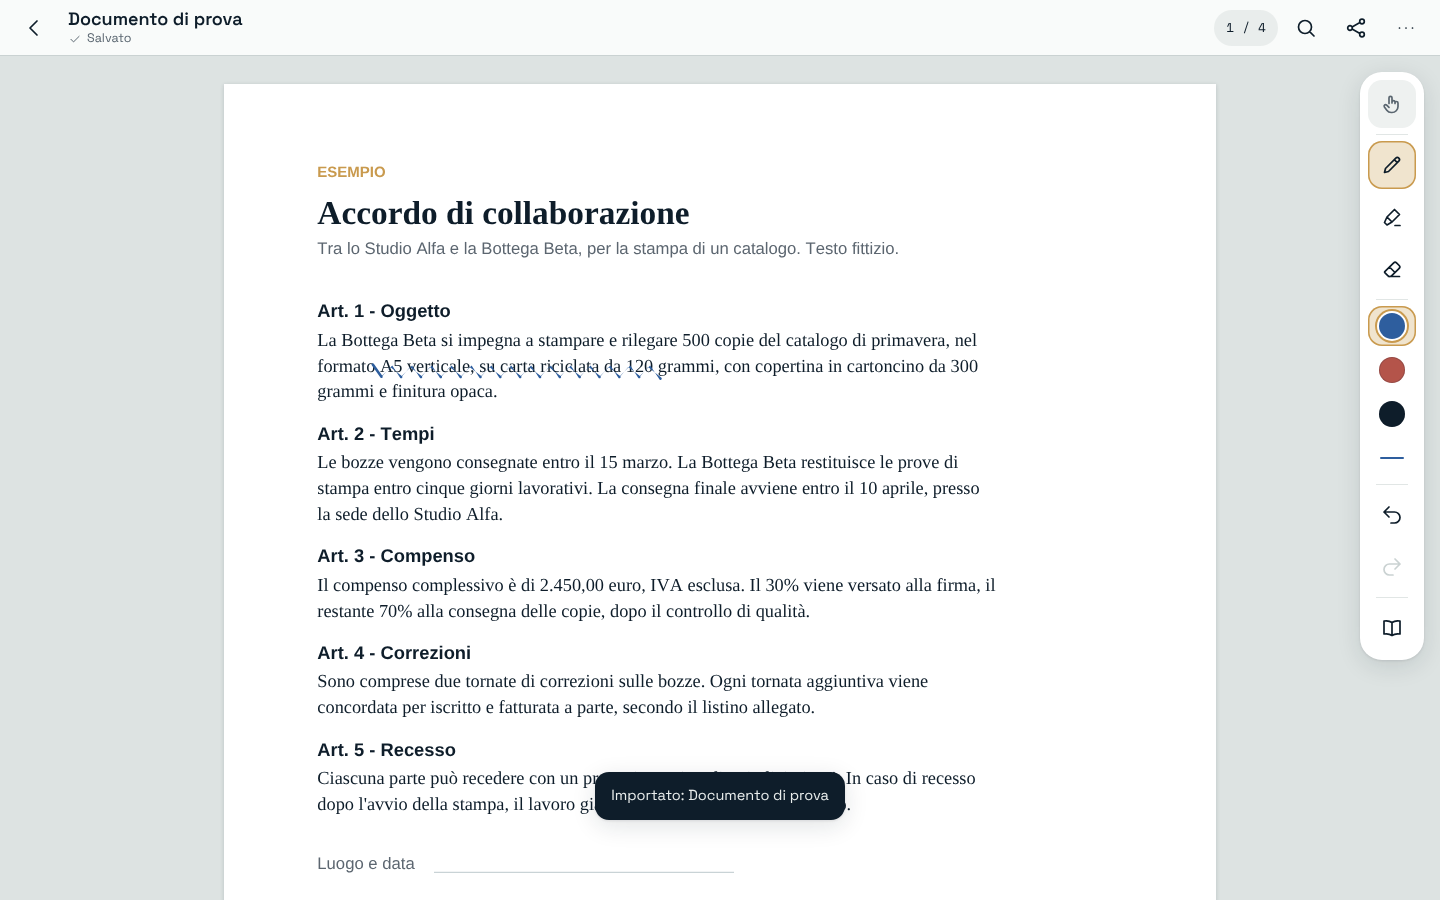 Documento di prova
Salvato
1 / 4
ESEMPIO
Accordo di collaborazione
Tra lo Studio Alfa e la Bottega Beta, per la stampa di un catalogo. Testo fittizio.
Art. 1 - Oggetto
La Bottega Beta si impegna a stampare e rilegare 500 copie del catalogo di primavera, nel
formato A5 verticale, su carta riciclata da 120 grammi, con copertina in cartoncino da 300
grammi e finitura opaca.
Art. 2 - Tempi
Le bozze vengono consegnate entro il 15 marzo. La Bottega Beta restituisce le prove di
stampa entro cinque giorni lavorativi. La consegna finale avviene entro il 10 aprile, presso
la sede dello Studio Alfa.
Art. 3 - Compenso
Il compenso complessivo è di 2.450,00 euro, IVA esclusa. Il 30% viene versato alla firma, il
restante 70% alla consegna delle copie, dopo il controllo di qualità.
Art. 4 - Correzioni
Sono comprese due tornate di correzioni sulle bozze. Ogni tornata aggiuntiva viene
concordata per iscritto e fatturata a parte, secondo il listino allegato.
Art. 5 - Recesso
Ciascuna parte può recedere con un In caso di recesso
dopo l'avvio della stampa, il lavoro
Importato: Documento di prova
Luogo e data